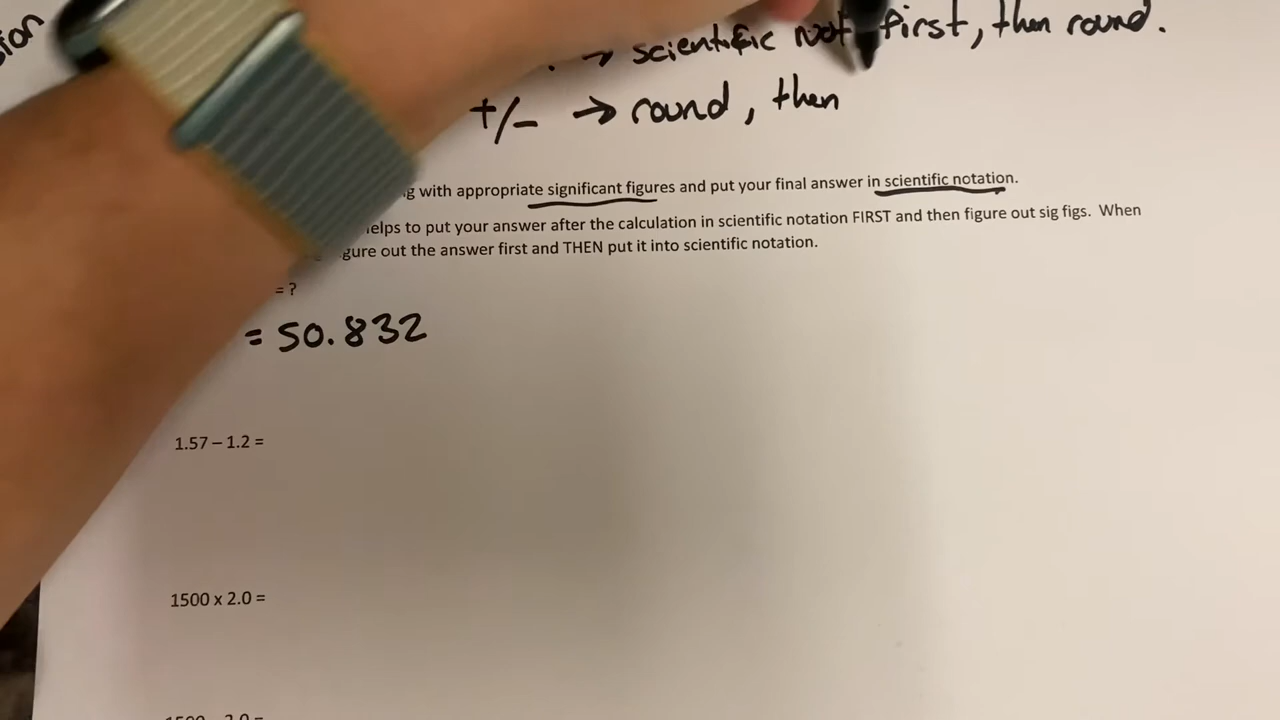 → scientific not first, then round.
+/- → round, then
with appropriate significant figures and put your final answer in scientific notation.
elps to put your answer after the calculation in scientific notation FIRST and then figure out sig figs. When
gure out the answer first and THEN put it into scientific notation.
= ?
= 50.832
1.57 – 1.2 =
1500 x 2.0 =